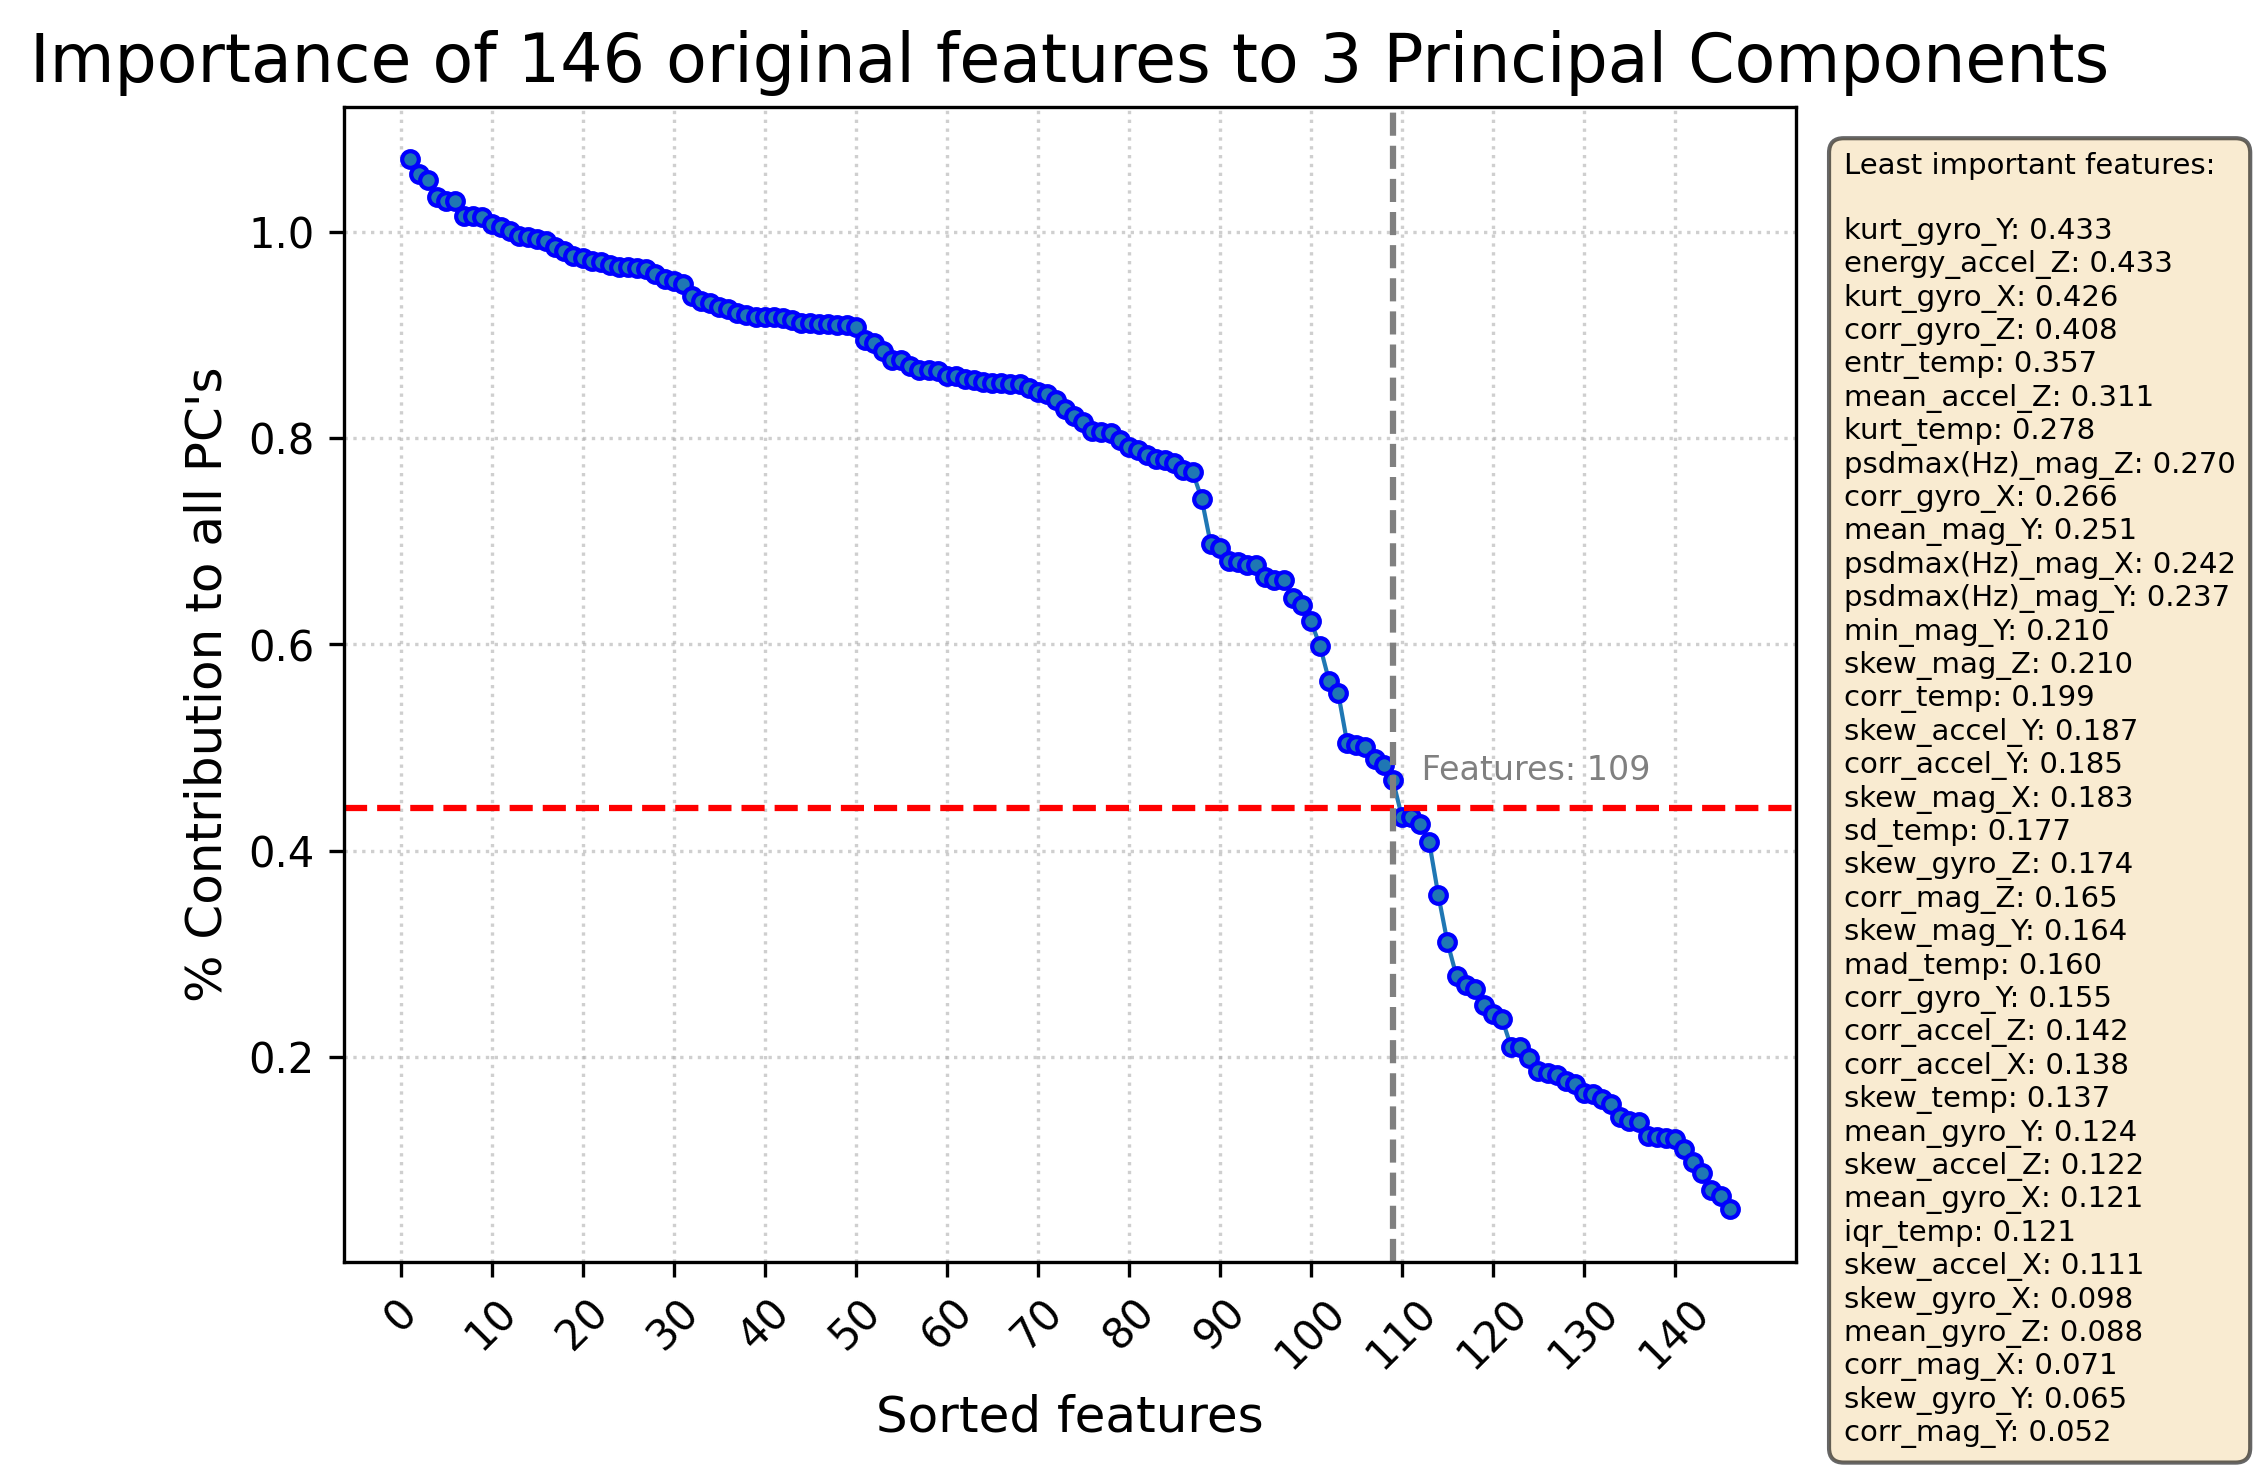 Importance of 146 original features to 3 Principal Components
% Contribution to all PC's
1.0
0.8
0.6
0.4
0.2
Features: 109
0
10
20
30
40
50
60
70
80
90
100
110
120
130
140
Sorted features
Least important features:
kurt_gyro_Y: 0.433
energy_accel_Z: 0.433
kurt_gyro_X: 0.426
corr_gyro_Z: 0.408
entr_temp: 0.357
mean_accel_Z: 0.311
kurt_temp: 0.278
psdmax(Hz)_mag_Z: 0.270
corr_gyro_X: 0.266
mean_mag_Y: 0.251
psdmax(Hz)_mag_X: 0.242
psdmax(Hz)_mag_Y: 0.237
min_mag_Y: 0.210
skew_mag_Z: 0.210
corr_temp: 0.199
skew_accel_Y: 0.187
corr_accel_Y: 0.185
skew_mag_X: 0.183
sd_temp: 0.177
skew_gyro_Z: 0.174
corr_mag_Z: 0.165
skew_mag_Y: 0.164
mad_temp: 0.160
corr_gyro_Y: 0.155
corr_accel_Z: 0.142
corr_accel_X: 0.138
skew_temp: 0.137
mean_gyro_Y: 0.124
skew_accel_Z: 0.122
mean_gyro_X: 0.121
iqr_temp: 0.121
skew_accel_X: 0.111
skew_gyro_X: 0.098
mean_gyro_Z: 0.088
corr_mag_X: 0.071
skew_gyro_Y: 0.065
corr_mag_Y: 0.052